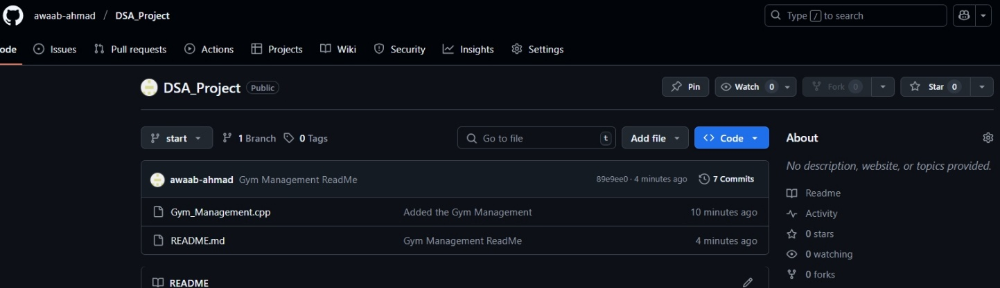 awaab-ahmad / DSA_Project Type / to search
ode Issues Pull requests Actions Projects Wiki Security Insights Settings
DSA_Project Public Pin Watch 0 Fork 0 Star 0
start 1 Branch 0 Tags Go to file t Add file <> Code About
No description, website, or topics provided.
awaab-ahmad Gym Management ReadMe 89e9ee0 · 4 minutes ago 7 Commits
Readme
Gym_Management.cpp Added the Gym Management 10 minutes ago
Activity
0 stars
README.md Gym Management ReadMe 4 minutes ago
0 watching
0 forks
README